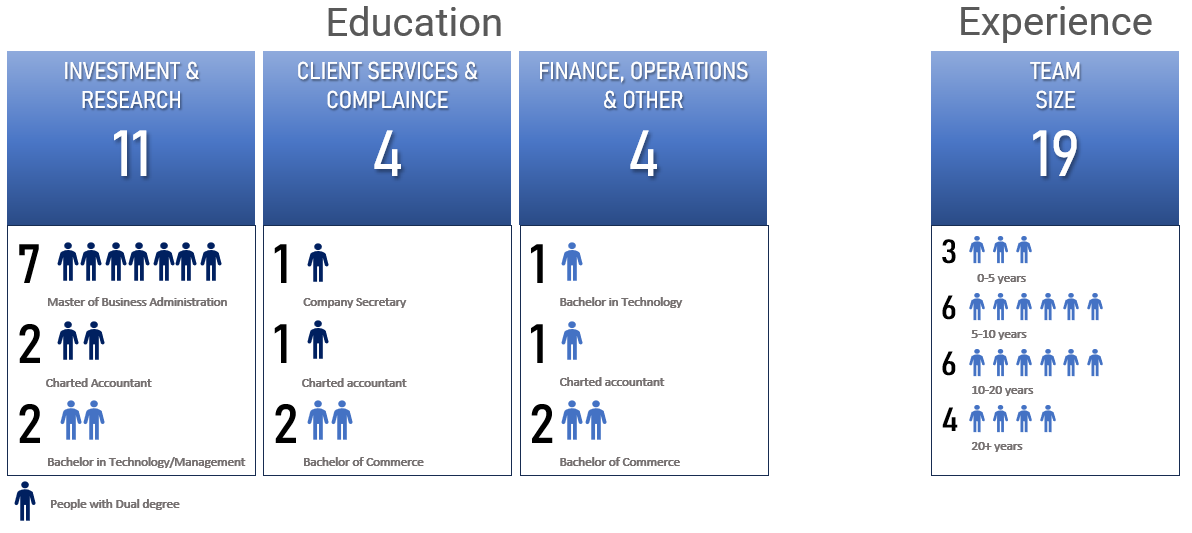 Education
INVESTMENT &
RESEARCH
11
7
Master of Business Administration
2
Charted Accountant
2
Bachelor in Technology/Management
CLIENT SERVICES &
COMPLAINCE
4
1
Company Secretary
1
Charted accountant
2
Bachelor of Commerce
FINANCE, OPERATIONS
& OTHER
4
1
Bachelor in Technology
1
Charted accountant
2
Bachelor of Commerce
People with Dual degree
Experience
TEAM
SIZE
19
3
0-5 years
6
5-10 years
6
10-20 years
4
20+ years